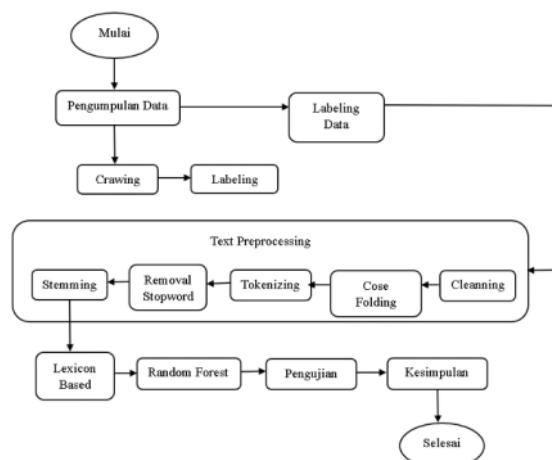 Mulai
Pengumpulan Data
Labeling
Data
Crawing
Labeling
Text Preprocessing
Stemming
Removal
Stopword
Tokenizing
Cose
Folding
Cleanning
Lexicon
Based
Random Forest
Pengujian
Kesimpulan
Selesai